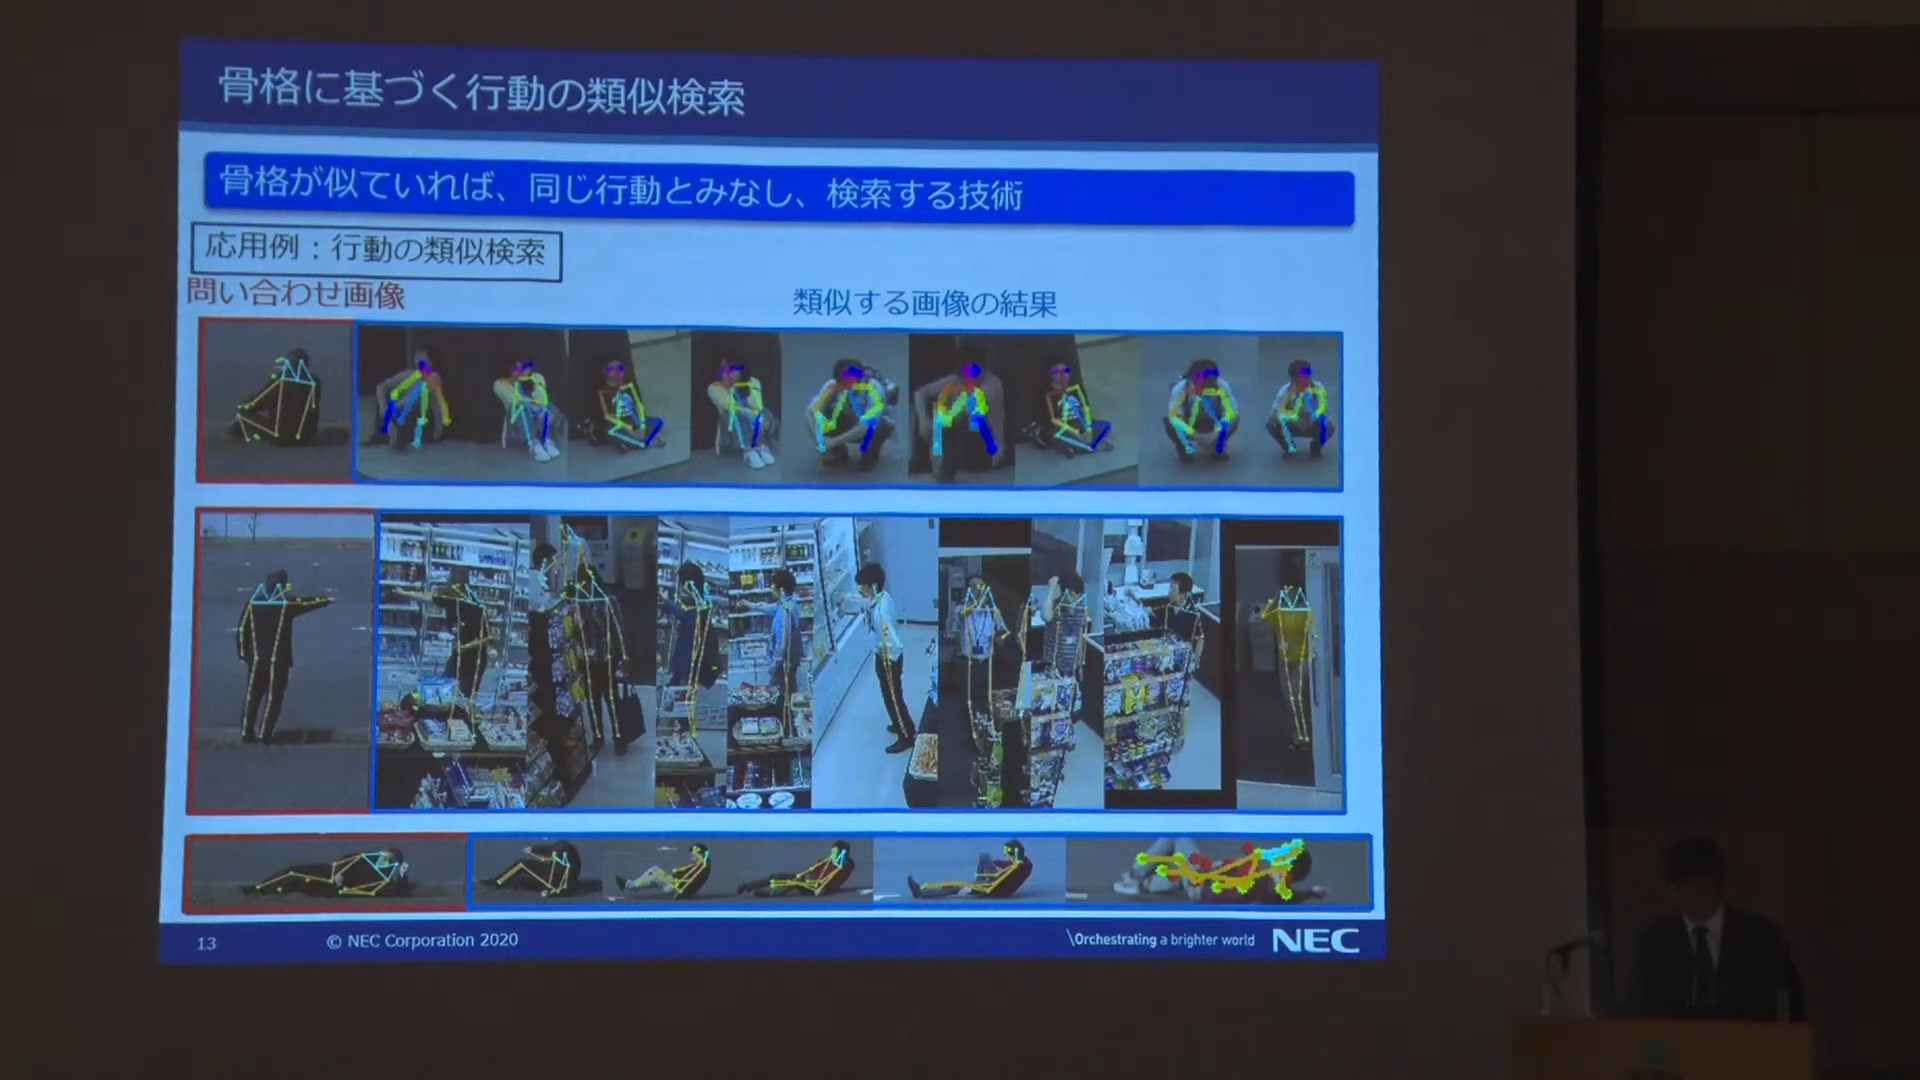 骨格に基づく行動の類似検索
骨格が似ていれば、同じ行動とみなし、検索する技術
応用例：行動の類似検索
問い合わせ画像
類似する画像の結果
13
© NEC Corporation 2020
\Orchestrating a brighter world
NEC